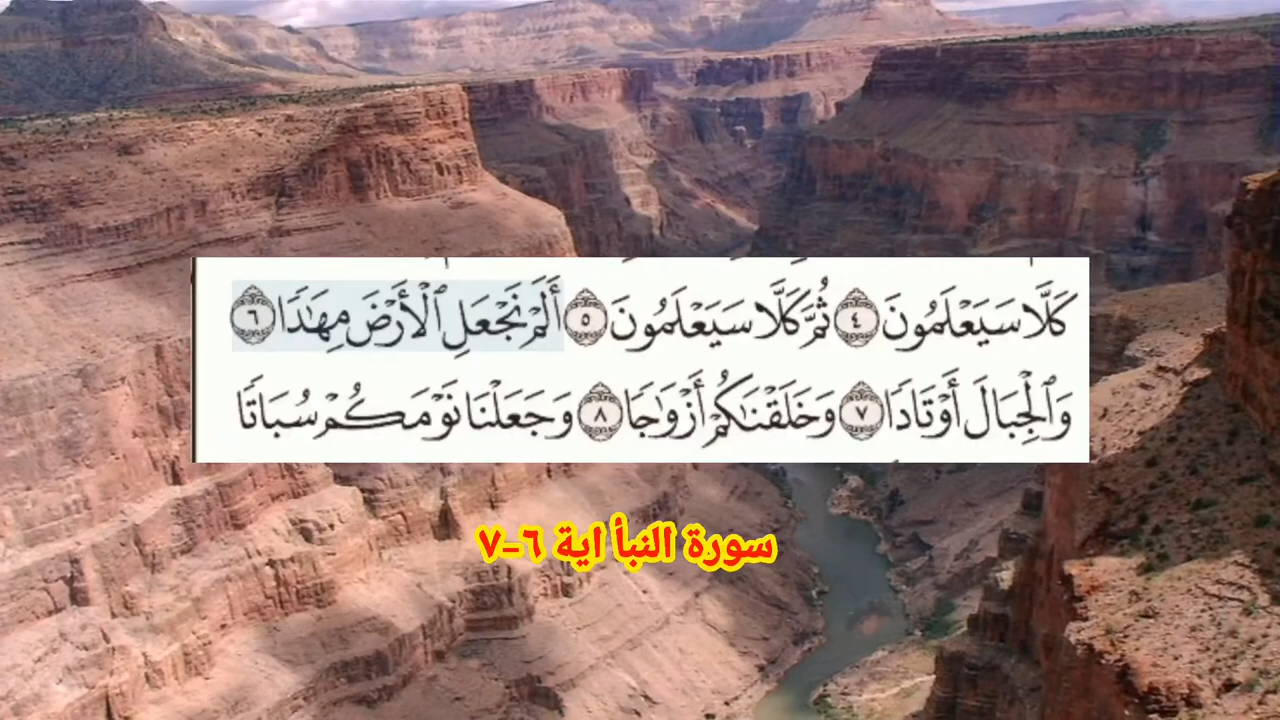 كَلَّا سَيَعْلَمُونَ ٤ ثُمَّ كَلَّا سَيَعْلَمُونَ ٥ أَلَمْ نَجْعَلِ ٱلْأَرْضَ مِهَٰدًا ٦
وَٱلْجِبَالَ أَوْتَادًا ٧ وَخَلَقْنَٰكُمْ أَزْوَٰجًا ٨ وَجَعَلْنَا نَوْمَكُمْ سُبَاتًا
سورة النبأ اية ٦-٧